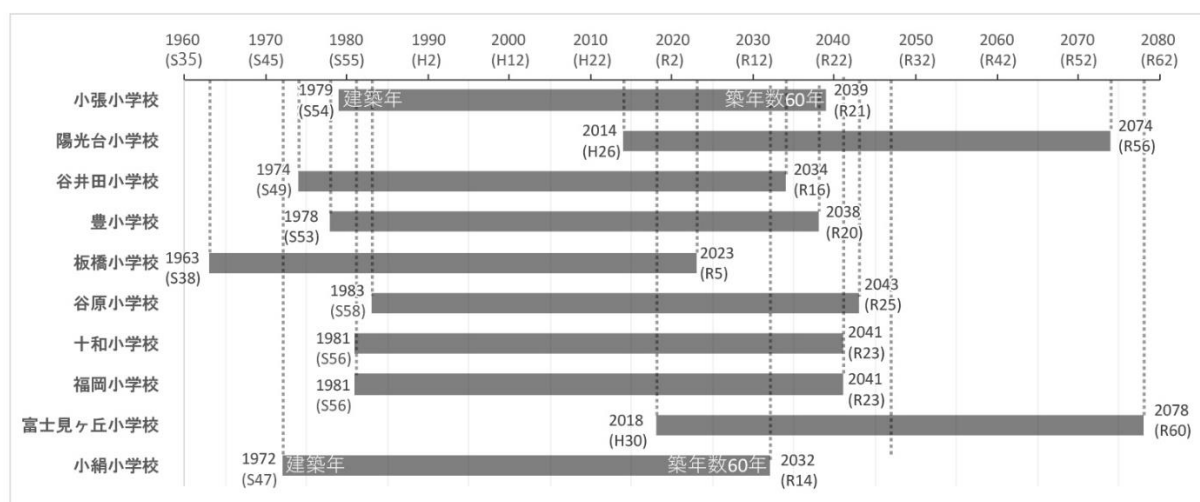 1960 1970 1980 1990 2000 2010 2020 2030 2040 2050 2060 2070 2080
(S35) (S45) (S55) (H2) (H12) (H22) (R2) (R12) (R22) (R32) (R42) (R52) (R62)
小張小学校 1979 建築年 築年数60年 2039
(S54) (R21)
陽光台小学校 2014 2074
(H26) (R56)
谷井田小学校 1974 2034
(S49) (R16)
豊小学校 1978 2038
(S53) (R20)
板橋小学校 1963 2023
(S38) (R5)
谷原小学校 1983 2043
(S58) (R25)
十和小学校 1981 2041
(S56) (R23)
福岡小学校 1981 2041
(S56) (R23)
富士見ヶ丘小学校 2018 2078
(H30) (R60)
小絹小学校 1972 建築年 築年数60年 2032
(S47) (R14)